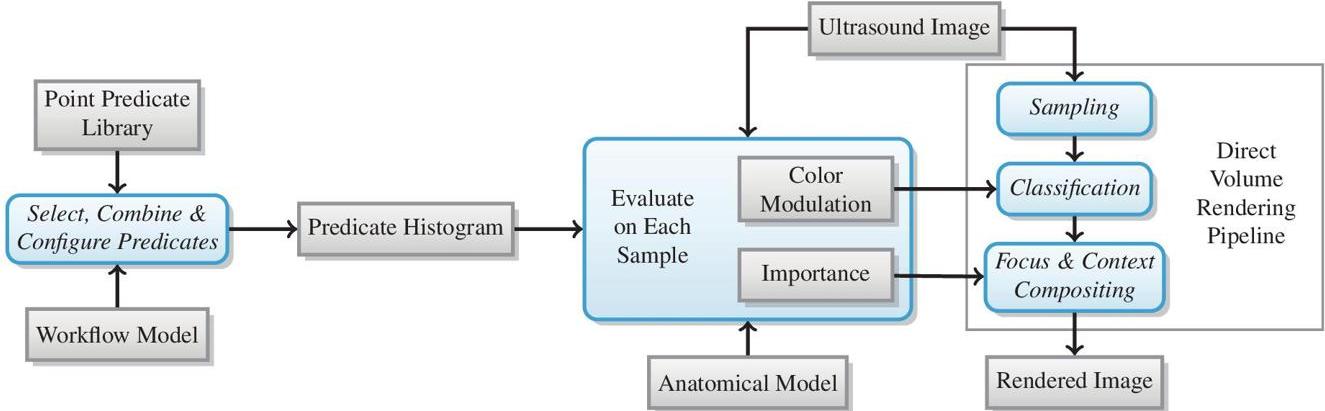 Ultrasound Image
Point Predicate
Library
Select, Combine &
Configure Predicates
Workflow Model
Predicate Histogram
Evaluate
on Each
Sample
Color
Modulation
Importance
Anatomical Model
Sampling
Classification
Focus & Context
Compositing
Direct
Volume
Rendering
Pipeline
Rendered Image